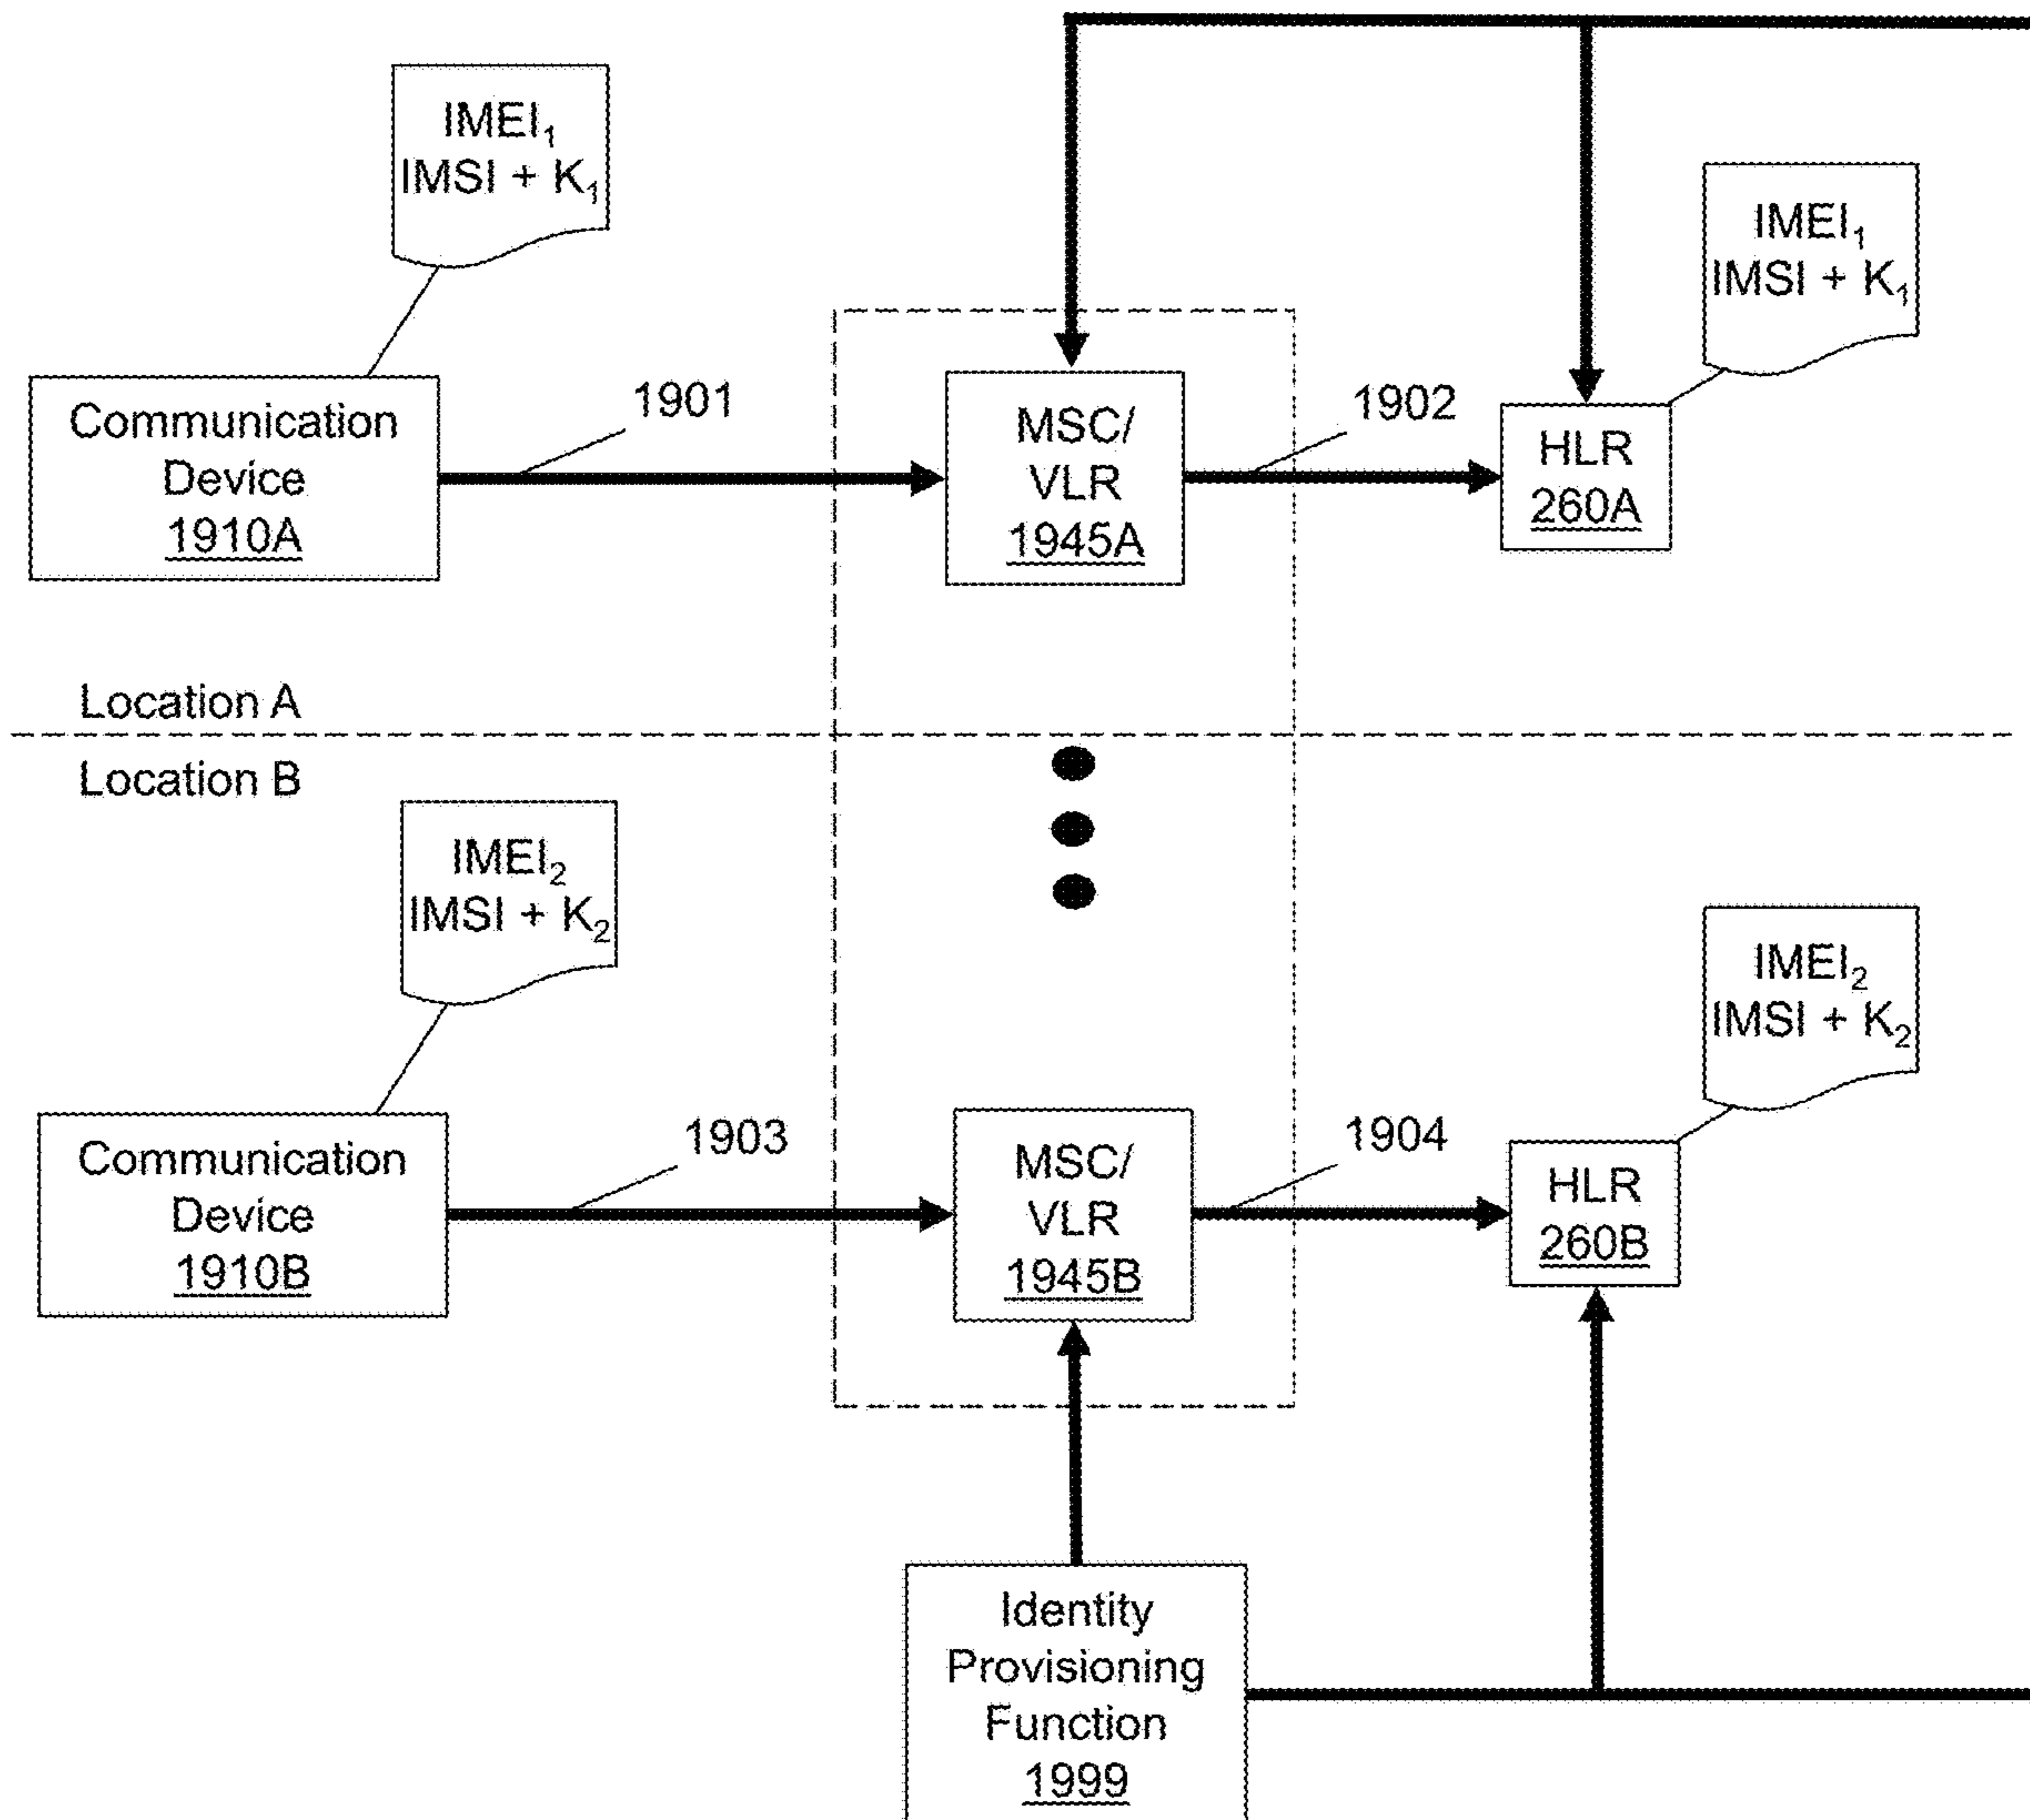 IMEI₁
IMSI + K₁
IMEI₁
IMSI + K₁
Communication
Device
1910A
1901
MSC/
VLR
1945A
1902
HLR
260A
Location A
Location B
IMEI₂
IMSI + K₂
IMEI₂
IMSI + K₂
Communication
Device
1910B
1903
MSC/
VLR
1945B
1904
HLR
260B
Identity
Provisioning
Function
1999